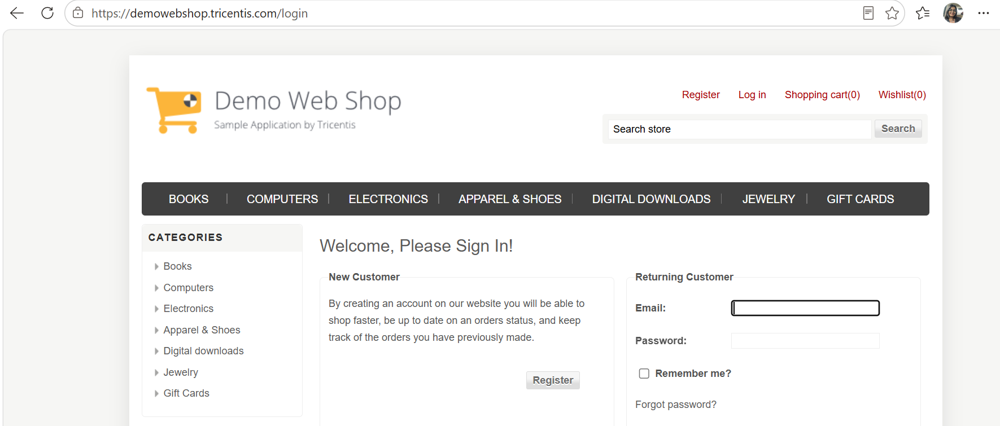 https://demowebshop.tricentis.com/login
Demo Web Shop
Sample Application by Tricentis
Register Log in Shopping cart(0) Wishlist(0)
Search store Search
BOOKS COMPUTERS ELECTRONICS APPAREL & SHOES DIGITAL DOWNLOADS JEWELRY GIFT CARDS
CATEGORIES
Books
Computers
Electronics
Apparel & Shoes
Digital downloads
Jewelry
Gift Cards
Welcome, Please Sign In!
New Customer
By creating an account on our website you will be able to
shop faster, be up to date on an orders status, and keep
track of the orders you have previously made.
Register
Returning Customer
Email:
Password:
Remember me?
Forgot password?